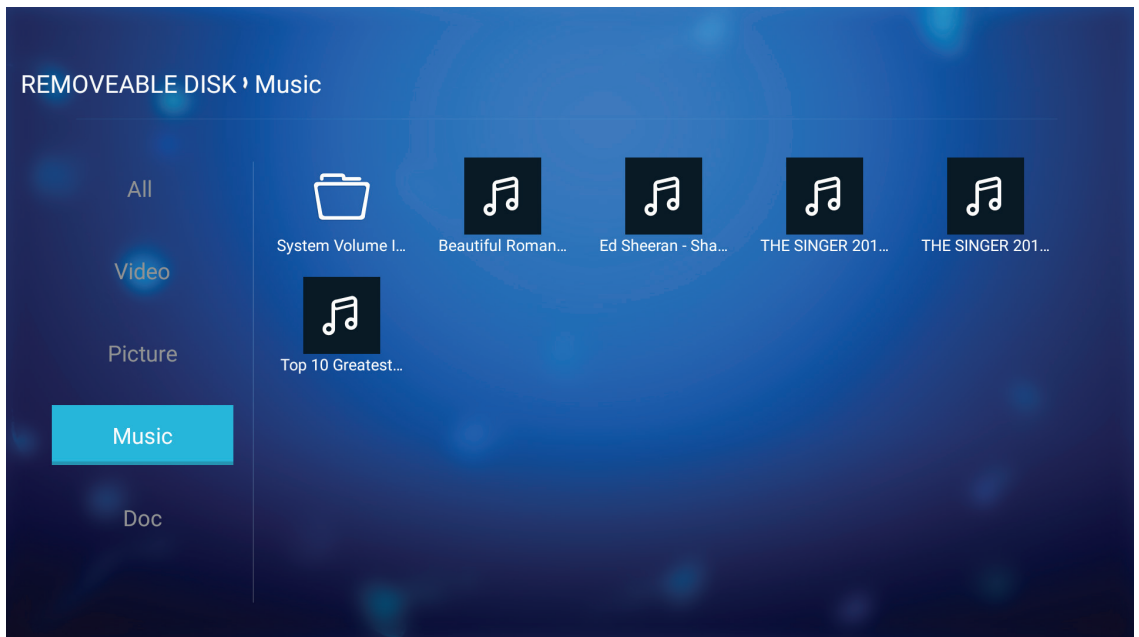 REMOVEABLE DISK Music
All
Video
Picture
Music
Doc
System Volume I...
Beautiful Roman...
Ed Sheeran - Sha...
THE SINGER 201...
THE SINGER 201...
Top 10 Greatest...